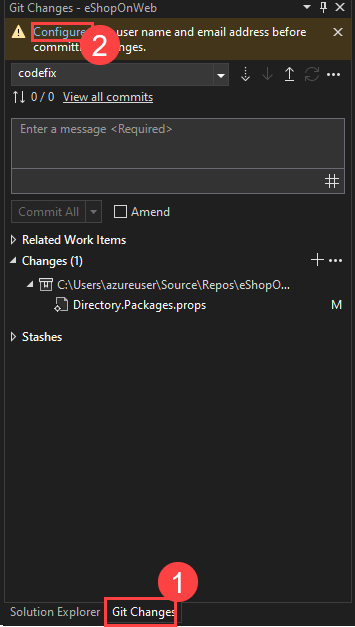 Git Changes - eShopOnWeb
Configure user name and email address before
committ nges.
codefix
0 / 0 View all commits
Enter a message <Required>
Commit All Amend
Related Work Items
Changes (1)
C:\Users\azureuser\Source\Repos\eShopO...
Directory.Packages.props M
Stashes
Solution Explorer Git Changes
2
1